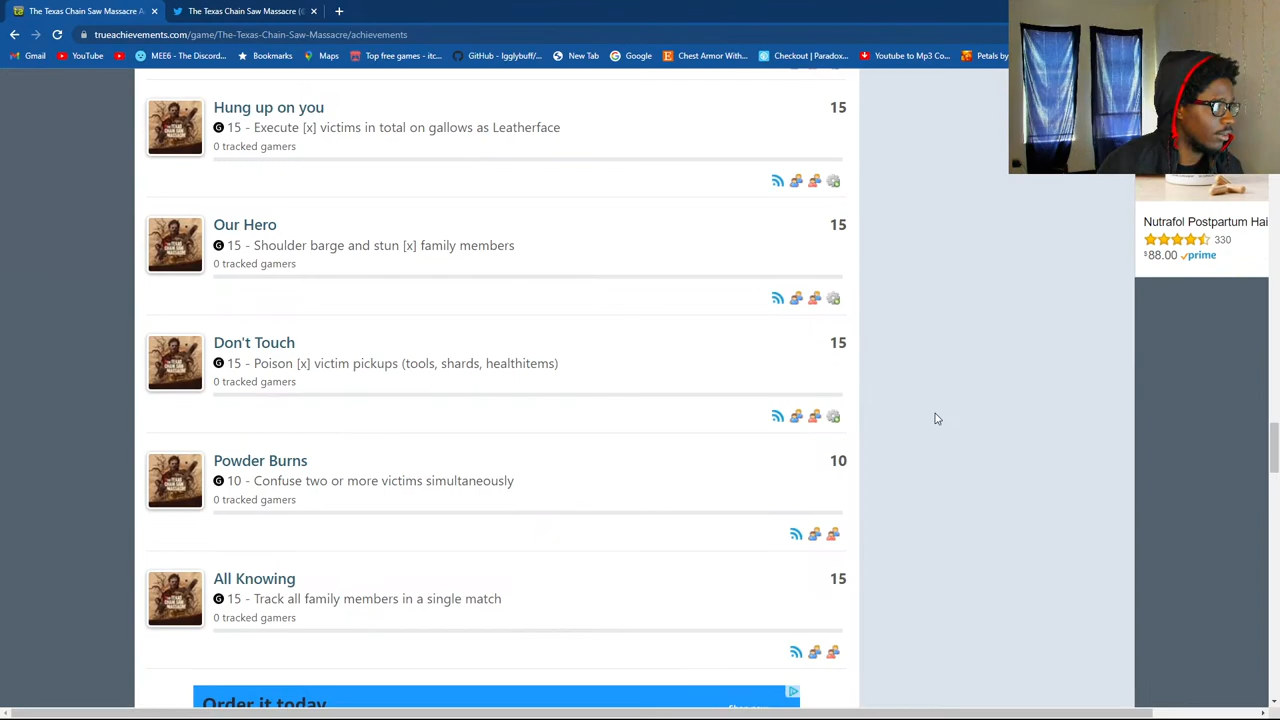 The Texas Chain Saw Massacre A
The Texas Chain Saw Massacre (
trueachievements.com/game/The-Texas-Chain-Saw-Massacre/achievements
Gmail
YouTube
MEE6 - The Discord...
Bookmarks
Maps
Top free games - itc...
GitHub - Igglybuff/...
New Tab
Google
Chest Armor With...
Checkout | Paradox...
Youtube to Mp3 Co...
Petals by
Hung up on you
15
G 15 - Execute [x] victims in total on gallows as Leatherface
0 tracked gamers
Our Hero
15
G 15 - Shoulder barge and stun [x] family members
0 tracked gamers
Don't Touch
15
G 15 - Poison [x] victim pickups (tools, shards, healthitems)
0 tracked gamers
Powder Burns
10
G 10 - Confuse two or more victims simultaneously
0 tracked gamers
All Knowing
15
G 15 - Track all family members in a single match
0 tracked gamers
Order it today
Nutrafol Postpartum Hai
330
$88.00 prime